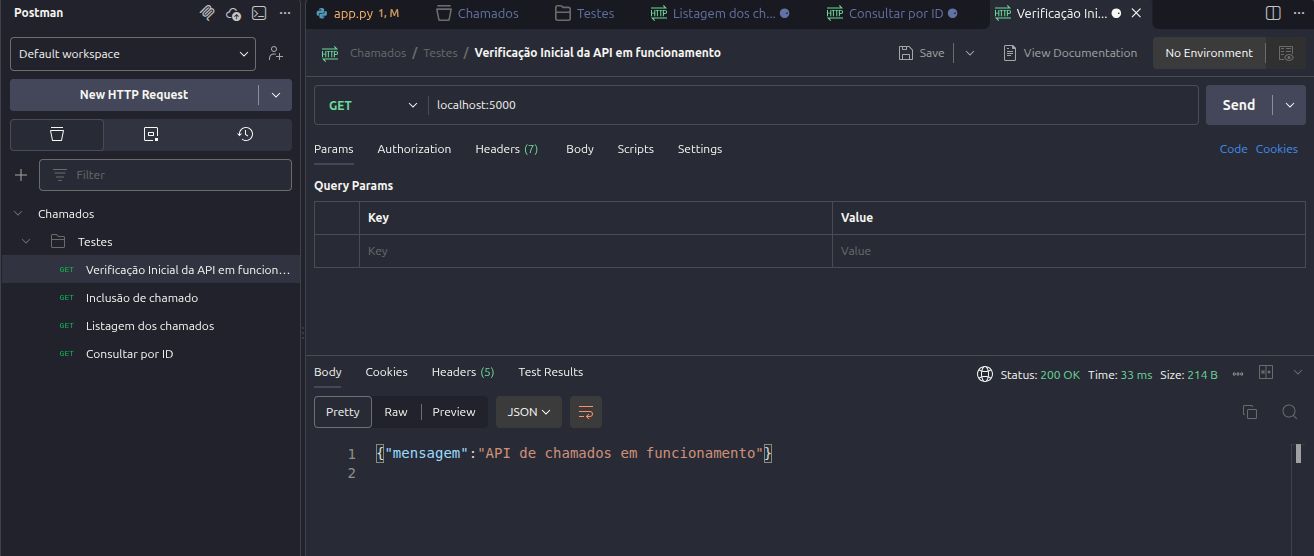 Postman
app.py 1, M
Chamados
Testes
Listagem dos ch...
Consultar por ID
Verificação Ini...
Default workspace
HTTP Chamados / Testes / Verificação Inicial da API em funcionamento
Save
View Documentation
No Environment
New HTTP Request
GET
localhost:5000
Send
Params
Authorization
Headers (7)
Body
Scripts
Settings
Code
Cookies
Filter
Query Params
Key
Value
Key
Value
Chamados
Testes
GET Verificação Inicial da API em funcion...
GET Inclusão de chamado
GET Listagem dos chamados
GET Consultar por ID
Body
Cookies
Headers (5)
Test Results
Status: 200 OK Time: 33 ms Size: 214 B
Pretty
Raw
Preview
JSON
1 {"mensagem":"API de chamados em funcionamento"}
2